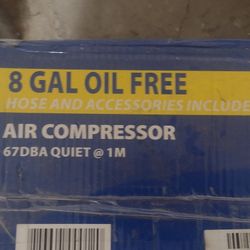 8 GAL OIL FREE
HOSE AND ACCESSORIES INCLUDE
AIR COMPRESSOR
67DBA QUIET @ 1M